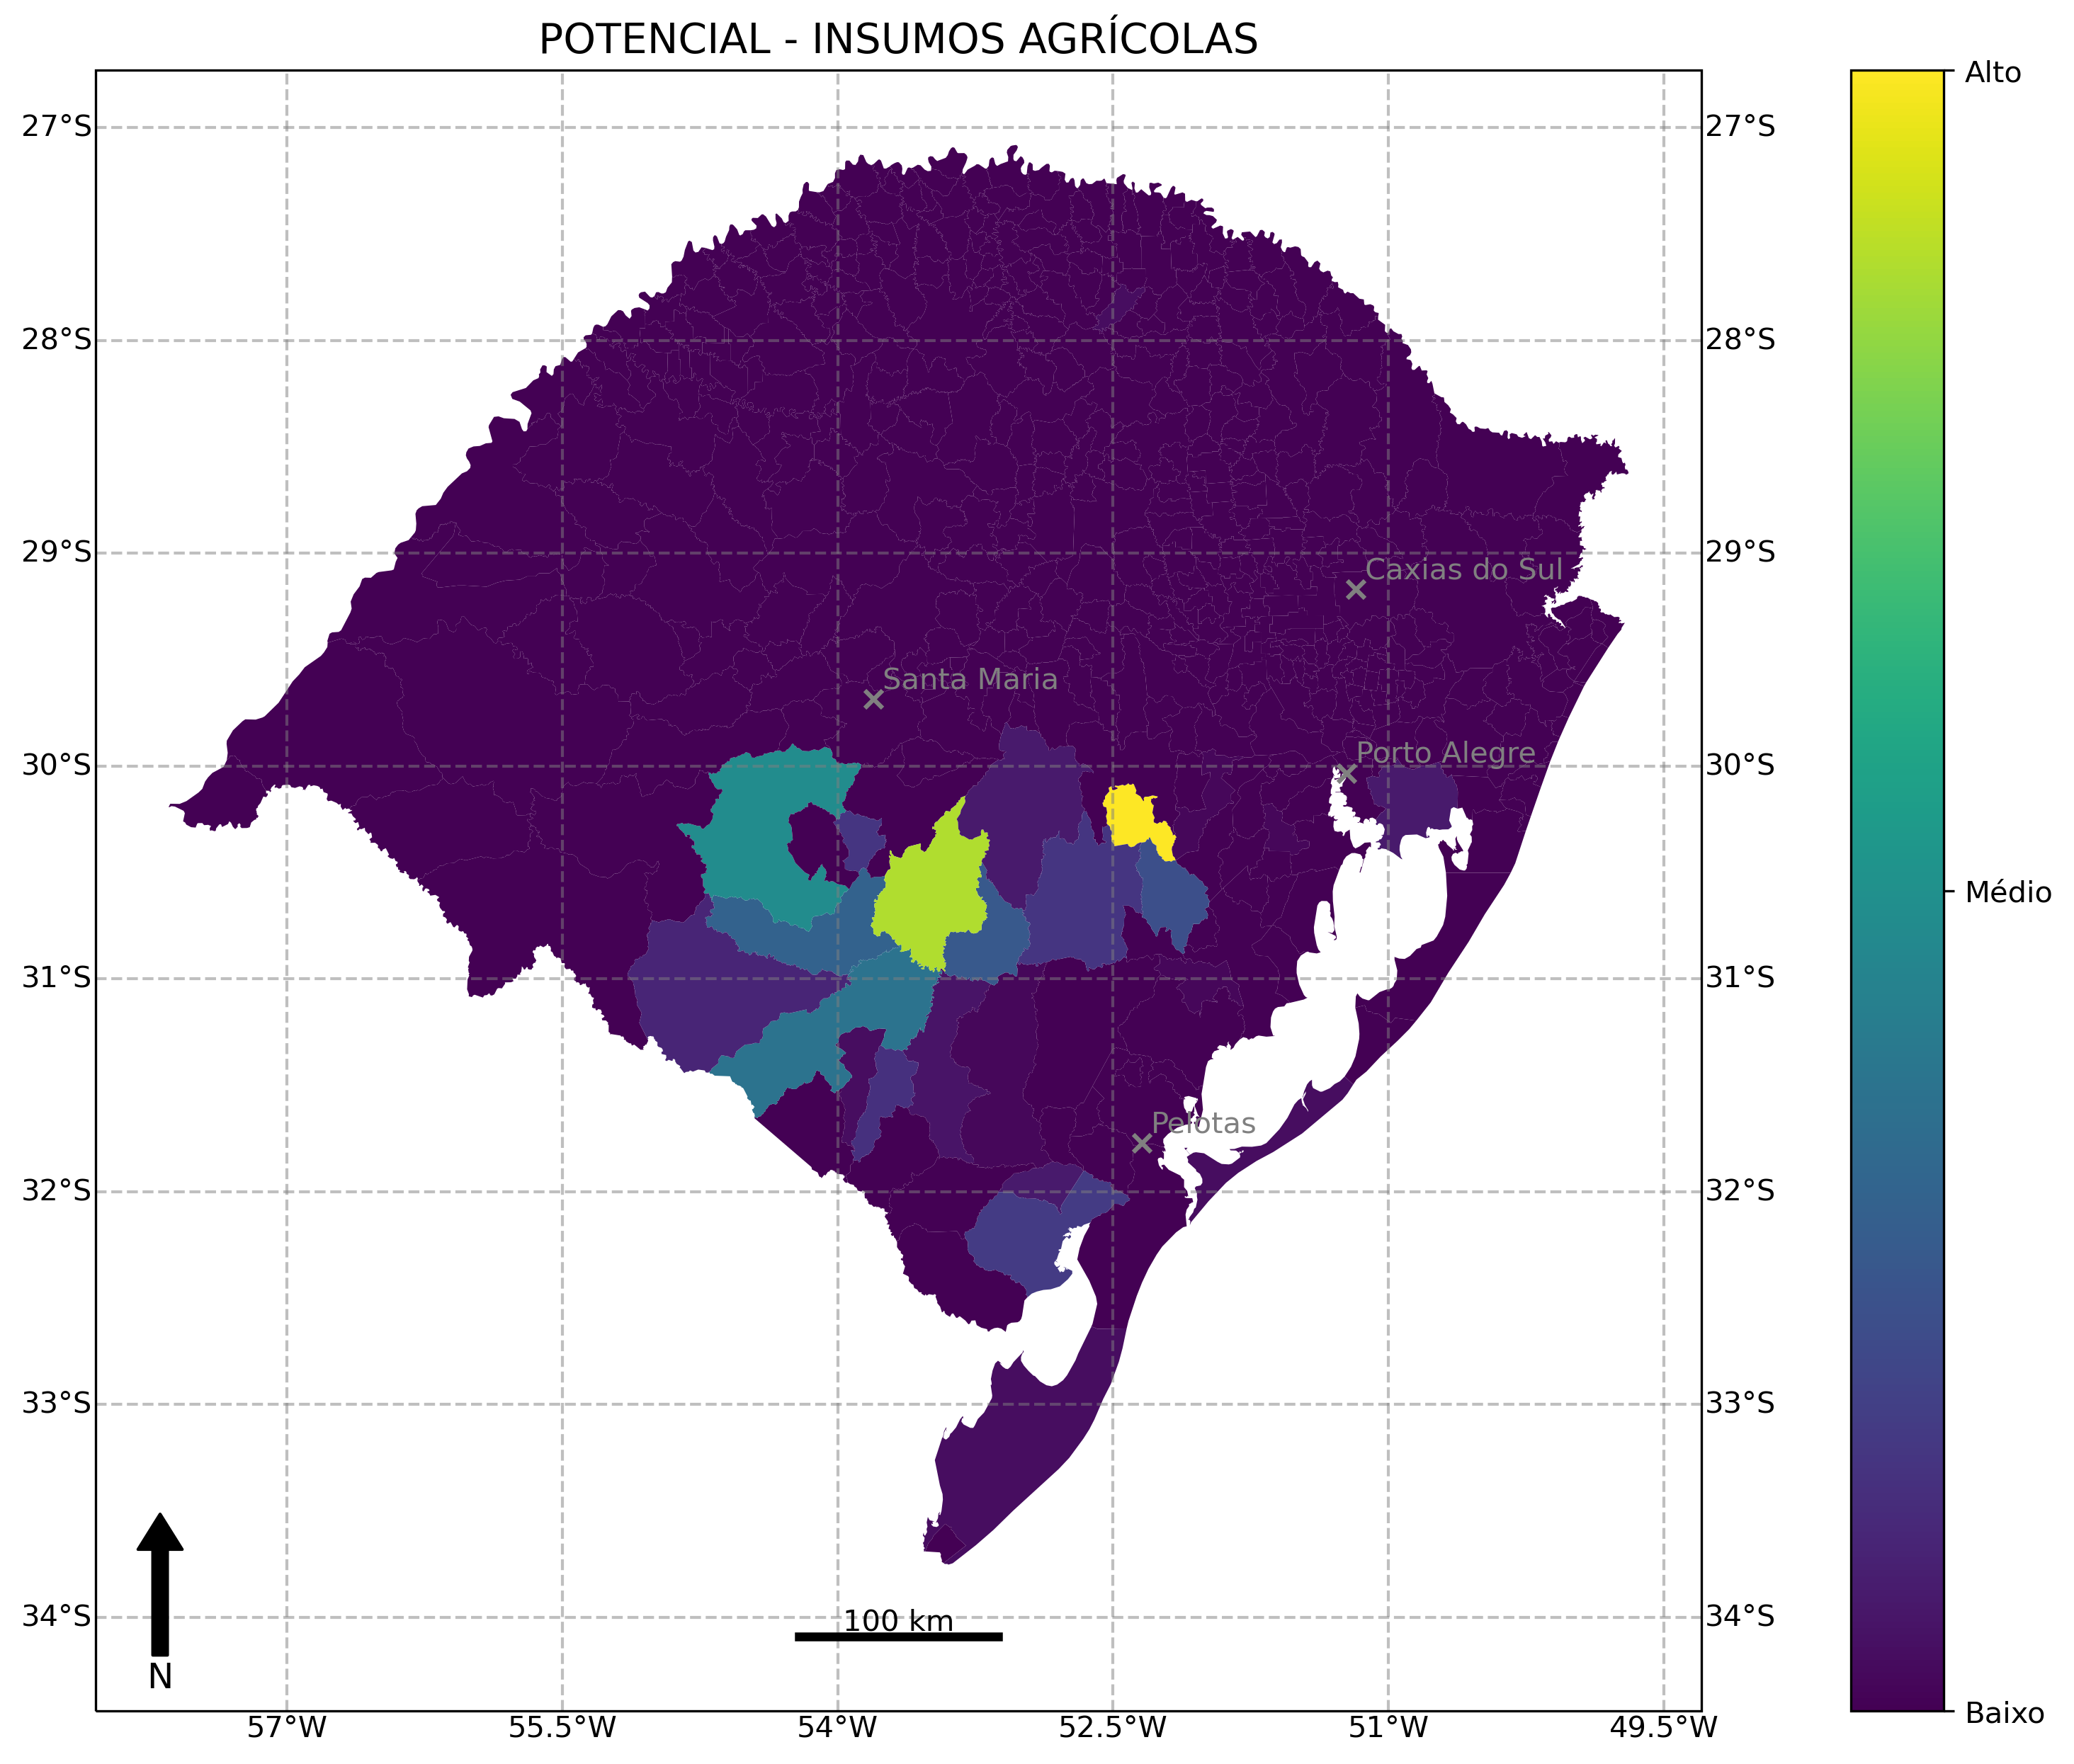 POTENCIAL - INSUMOS AGRÍCOLAS
Alto
27°S
27°S
28°S
28°S
29°S
29°S
Caxias do Sul
Santa Maria
Porto Alegre
30°S
30°S
Médio
31°S
31°S
Pelotas
32°S
32°S
33°S
33°S
34°S
34°S
100 km
N
Baixo
57°W
55.5°W
54°W
52.5°W
51°W
49.5°W